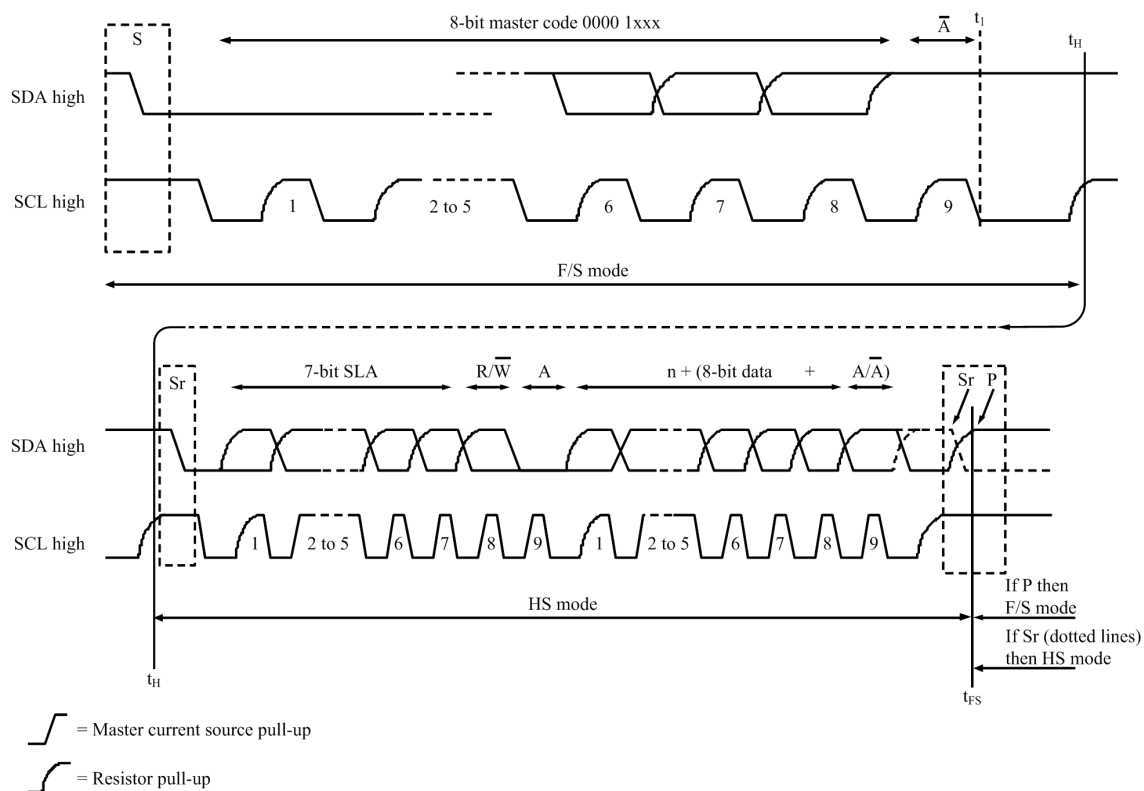 S
8-bit master code 0000 1xxx
A̅
t1
tH
SDA high
SCL high
1
2 to 5
6
7
8
9
F/S mode
Sr
7-bit SLA
R/W̅
A
n + (8-bit data +
A/A̅)
Sr
P
SDA high
SCL high
1
2 to 5
6
7
8
9
1
2 to 5
6
7
8
9
If P then
F/S mode
HS mode
If Sr (dotted lines)
then HS mode
tH
tFS
= Master current source pull-up
= Resistor pull-up